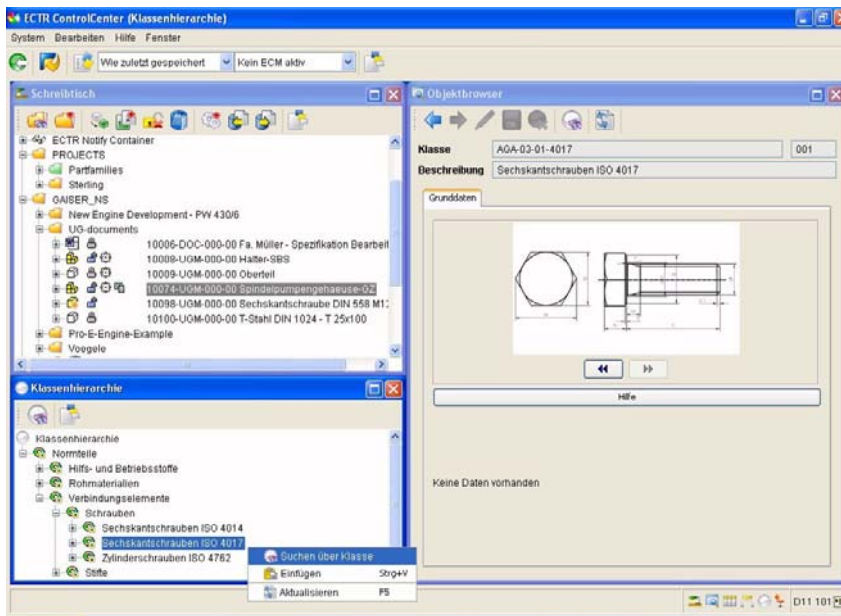 ECTR ControlCenter (Klassenhierarchie)
System Bearbeiten Hilfe Fenster
Wie zuletzt gespeichert Kein ECM aktiv
Schreibtisch
ECTR Notify Container
PROJECTS
Partfamilies
Sterling
GAISER_NS
New Engine Development - PW 430/6
UG-documents
10006-DOC-000-00 Fa. Müller - Spezifikation Bearbeit
10008-UGM-000-00 Halter-SBS
10009-UGM-000-00 Oberteil
10074-UGM-000-00 Spindelpumpengehaeuse-GZ
10098-UGM-000-00 Sechskantschraube DIN 558 M12
10100-UGM-000-00 T-Stahl DIN 1024 - T 25x100
Pro-E-Engine-Example
Voegele
Klassenhierarchie
Klassenhierarchie
Normteile
Hilfs- und Betriebsstoffe
Rohmaterialien
Verbindungselemente
Schrauben
Sechskantschrauben ISO 4014
Sechskantschrauben ISO 4017
Zylinderschrauben ISO 4762
Stifte
Suchen über Klasse
Einfügen Strg+V
Aktualisieren F5
Objektbrowser
Klasse AGA-03-01-4017 001
Beschreibung Sechskantschrauben ISO 4017
Grunddaten
Hilfe
Keine Daten vorhanden
D11 101